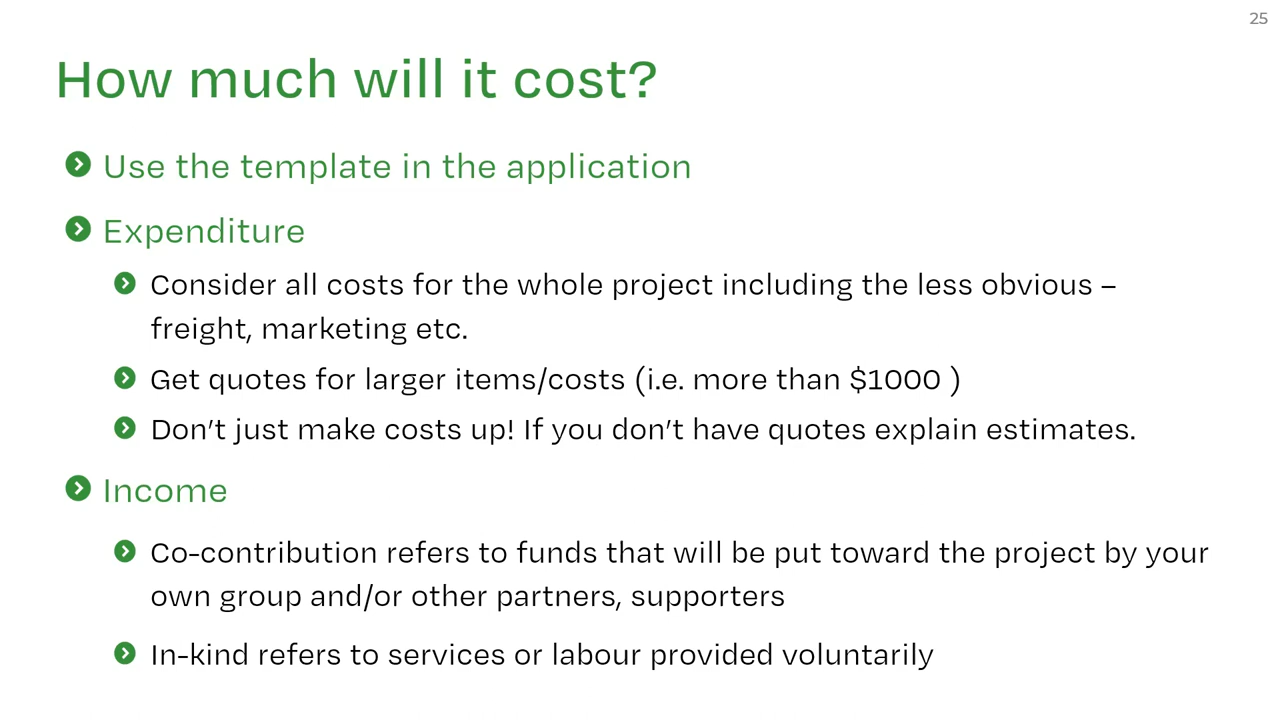 25
How much will it cost?
Use the template in the application
Expenditure
Consider all costs for the whole project including the less obvious –
freight, marketing etc.
Get quotes for larger items/costs (i.e. more than $1000 )
Don’t just make costs up! If you don’t have quotes explain estimates.
Income
Co-contribution refers to funds that will be put toward the project by your
own group and/or other partners, supporters
In-kind refers to services or labour provided voluntarily